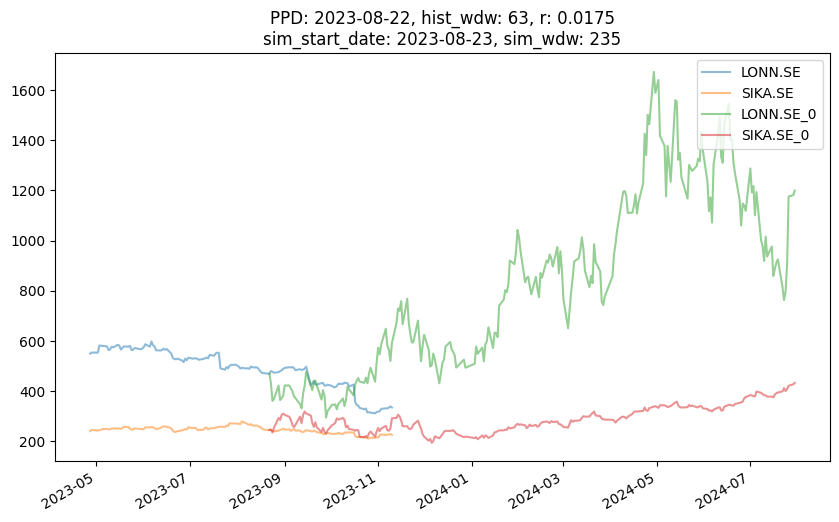 PPD: 2023-08-22, hist_wdw: 63, r: 0.0175
sim_start_date: 2023-08-23, sim_wdw: 235
LONN.SE
SIKA.SE
LONN.SE_0
SIKA.SE_0
1600
1400
1200
1000
800
600
400
200
2023-05
2023-07
2023-09
2023-11
2024-01
2024-03
2024-05
2024-07